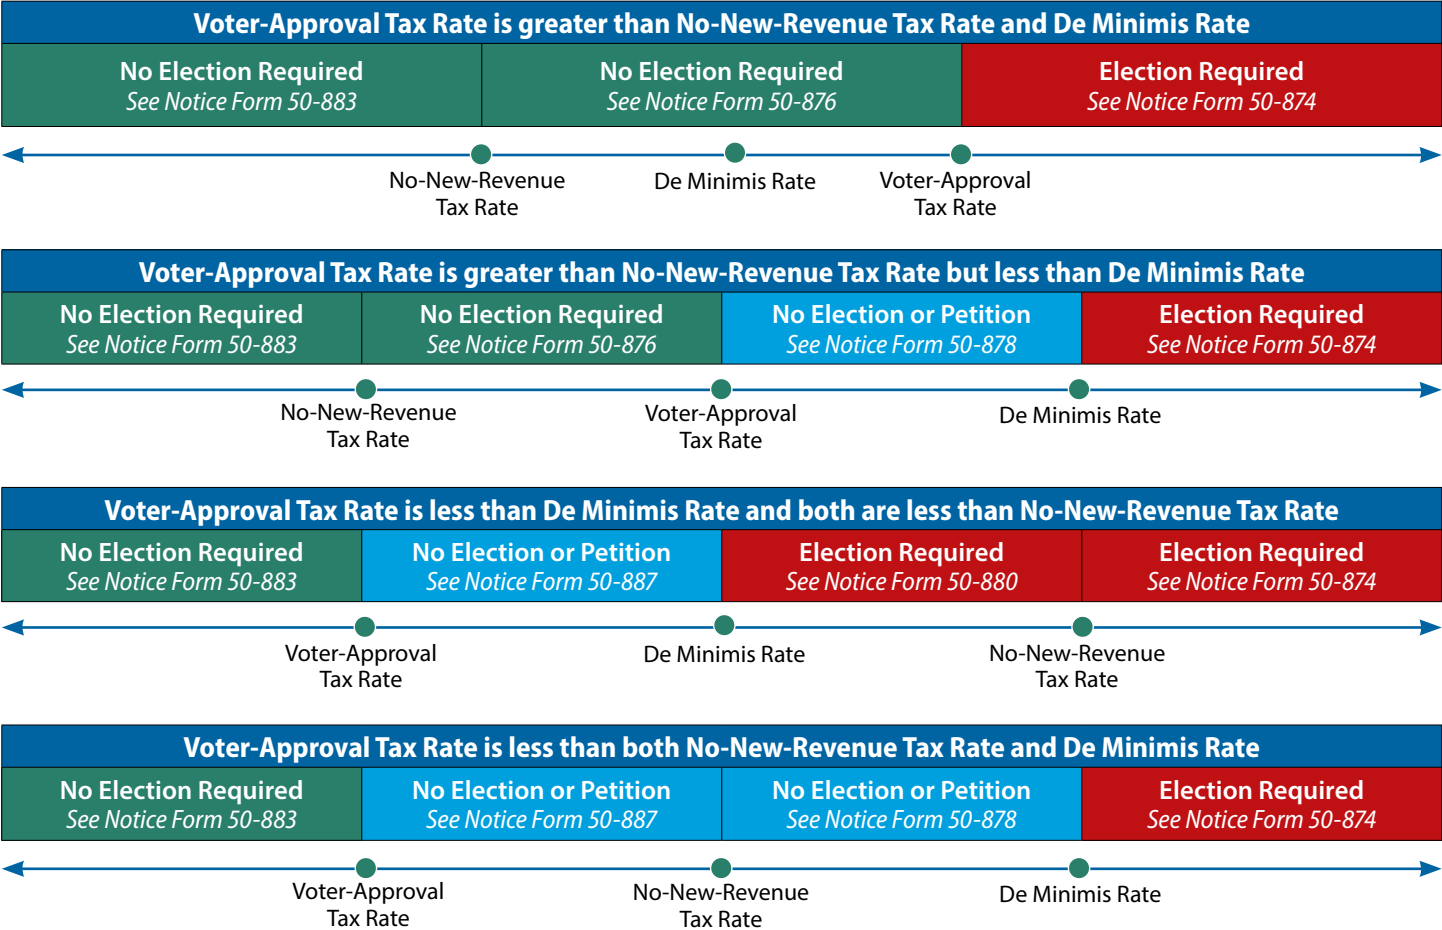 Voter-Approval Tax Rate is greater than No-New-Revenue Tax Rate and De Minimis Rate
No Election Required
See Notice Form 50-883
No Election Required
See Notice Form 50-876
Election Required
See Notice Form 50-874
No-New-Revenue
Tax Rate
De Minimis Rate
Voter-Approval
Tax Rate
Voter-Approval Tax Rate is greater than No-New-Revenue Tax Rate but less than De Minimis Rate
No Election Required
See Notice Form 50-883
No Election Required
See Notice Form 50-876
No Election or Petition
See Notice Form 50-878
Election Required
See Notice Form 50-874
No-New-Revenue
Tax Rate
Voter-Approval
Tax Rate
De Minimis Rate
Voter-Approval Tax Rate is less than De Minimis Rate and both are less than No-New-Revenue Tax Rate
No Election Required
See Notice Form 50-883
No Election or Petition
See Notice Form 50-887
Election Required
See Notice Form 50-880
Election Required
See Notice Form 50-874
Voter-Approval
Tax Rate
De Minimis Rate
No-New-Revenue
Tax Rate
Voter-Approval Tax Rate is less than both No-New-Revenue Tax Rate and De Minimis Rate
No Election Required
See Notice Form 50-883
No Election or Petition
See Notice Form 50-887
No Election or Petition
See Notice Form 50-878
Election Required
See Notice Form 50-874
Voter-Approval
Tax Rate
No-New-Revenue
Tax Rate
De Minimis Rate